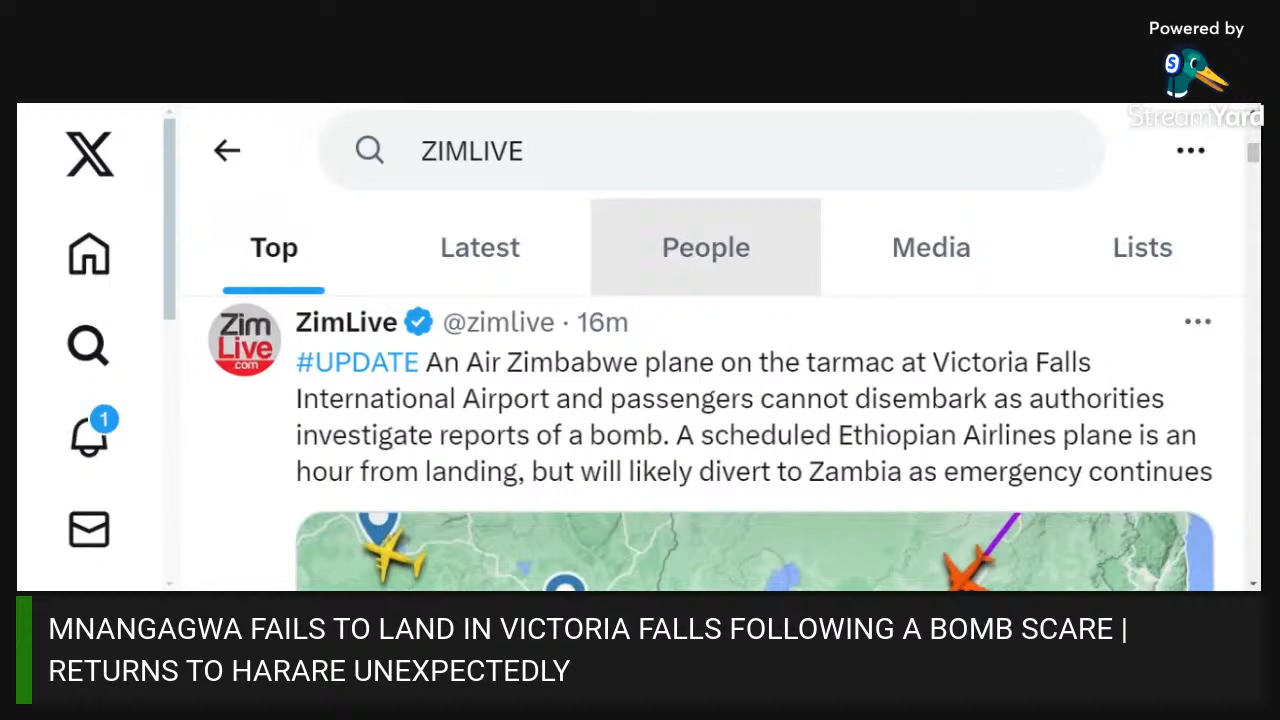 Powered by
S
StreamYard
ZIMLIVE
Top Latest People Media Lists
Zim
Live
.com
ZimLive @zimlive · 16m
#UPDATE An Air Zimbabwe plane on the tarmac at Victoria Falls
International Airport and passengers cannot disembark as authorities
investigate reports of a bomb. A scheduled Ethiopian Airlines plane is an
hour from landing, but will likely divert to Zambia as emergency continues
1
MNANGAGWA FAILS TO LAND IN VICTORIA FALLS FOLLOWING A BOMB SCARE |
RETURNS TO HARARE UNEXPECTEDLY